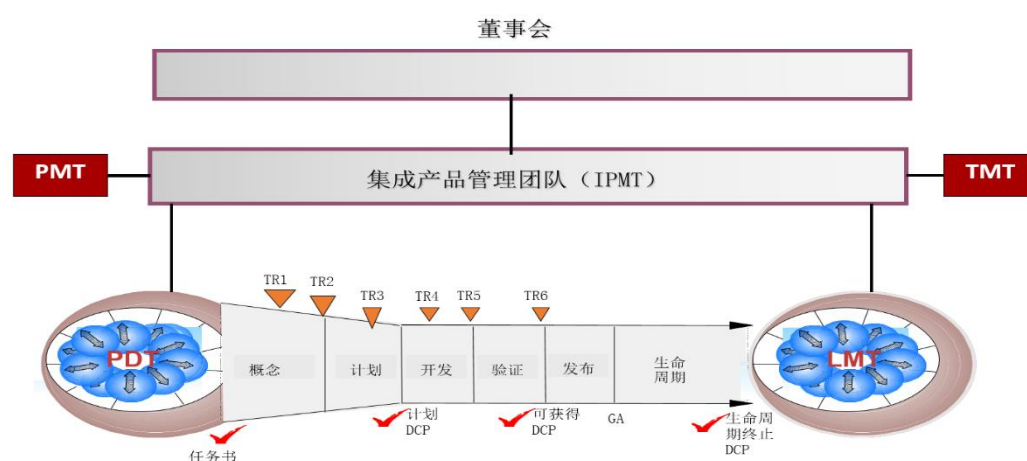 董事会
PMT
集成产品管理团队（IPMT）
TMT
TR1
TR2
TR3
TR4
TR5
TR6
PDT
概念
计划
开发
验证
发布
生命
周期
LMT
任务书
计划
DCP
可获得
DCP
GA
生命周
期终止
DCP